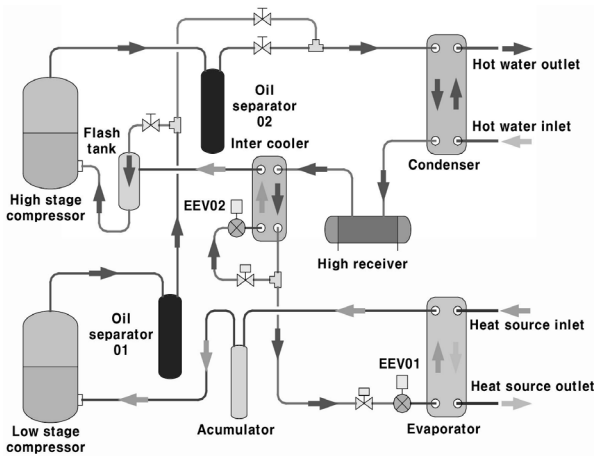 Hot water outlet
Oil
separator
02
Flash
tank
Inter cooler
Hot water inlet
Condenser
High stage
compressor
EEV02
High receiver
Oil
separator
01
Heat source inlet
EEV01
Heat source outlet
Low stage
compressor
Acumulator
Evaporator